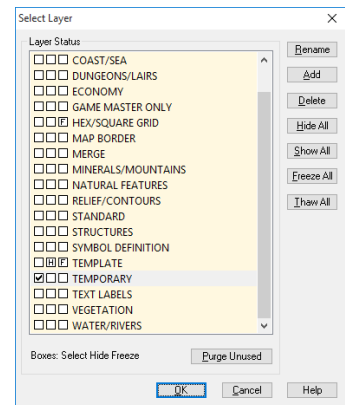 Select Layer
Layer Status
COAST/SEA
DUNGEONS/LAIRS
ECONOMY
GAME MASTER ONLY
F HEX/SQUARE GRID
MAP BORDER
MERGE
MINERALS/MOUNTAINS
NATURAL FEATURES
RELIEF/CONTOURS
STANDARD
STRUCTURES
SYMBOL DEFINITION
H F TEMPLATE
TEMPORARY
TEXT LABELS
VEGETATION
WATER/RIVERS
Boxes: Select Hide Freeze
Purge Unused
Rename
Add
Delete
Hide All
Show All
Freeze All
Thaw All
OK
Cancel
Help